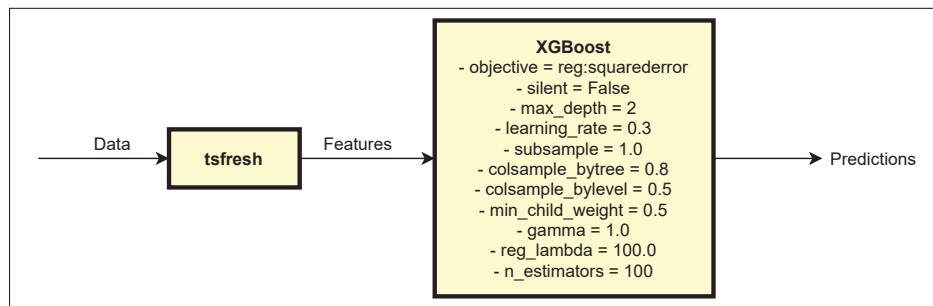 Data
tsfresh
Features
XGBoost
- objective = reg:squarederror
- silent = False
- max_depth = 2
- learning_rate = 0.3
- subsample = 1.0
- colsample_bytree = 0.8
- colsample_bylevel = 0.5
- min_child_weight = 0.5
- gamma = 1.0
- reg_lambda = 100.0
- n_estimators = 100
Predictions